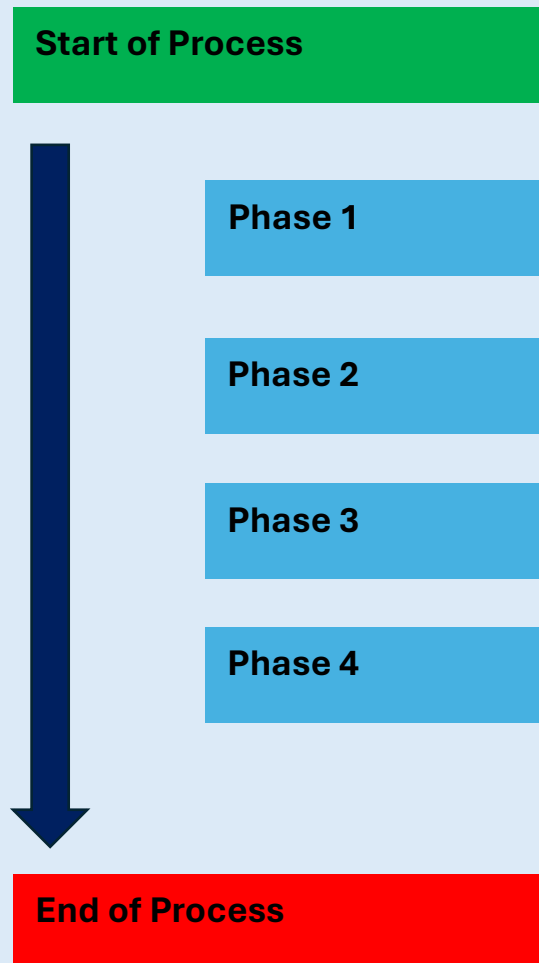 Start of Process
Phase 1
Phase 2
Phase 3
Phase 4
End of Process